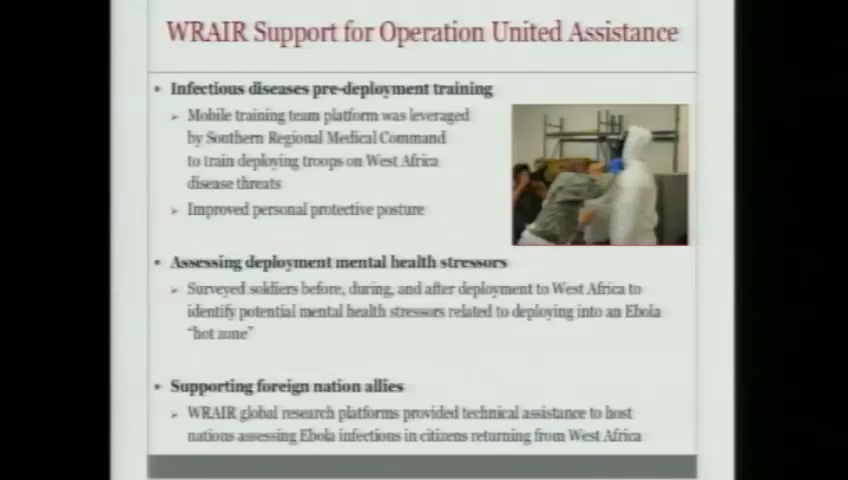 WRAIR Support for Operation United Assistance
• Infectious diseases pre-deployment training
➢ Mobile training team platform was leveraged
by Southern Regional Medical Command
to train deploying troops on West Africa
disease threats
➢ Improved personal protective posture
• Assessing deployment mental health stressors
➢ Surveyed soldiers before, during, and after deployment to West Africa to
identify potential mental health stressors related to deploying into an Ebola
“hot zone”
• Supporting foreign nation allies
➢ WRAIR global research platforms provided technical assistance to host
nations assessing Ebola infections in citizens returning from West Africa